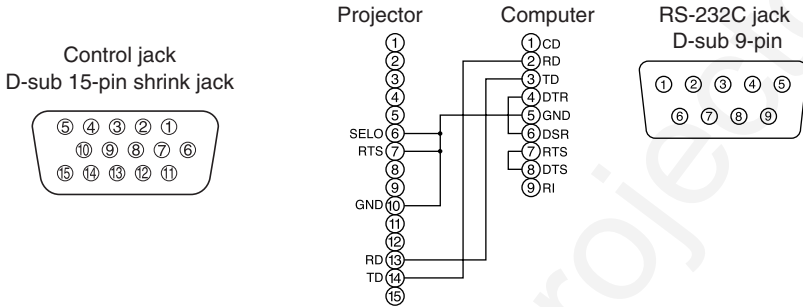 Control jack
D-sub 15-pin shrink jack
⑤ ④ ③ ② ①
⑩ ⑨ ⑧ ⑦ ⑥
⑮ ⑭ ⑬ ⑫ ⑪
Projector
①
②
③
④
⑤
SELO ⑥
RTS ⑦
⑧
⑨
GND ⑩
⑪
⑫
RD ⑬
TD ⑭
⑮
Computer
① CD
② RD
③ TD
④ DTR
⑤ GND
⑥ DSR
⑦ RTS
⑧ DTS
⑨ RI
RS-232C jack
D-sub 9-pin
① ② ③ ④ ⑤
⑥ ⑦ ⑧ ⑨